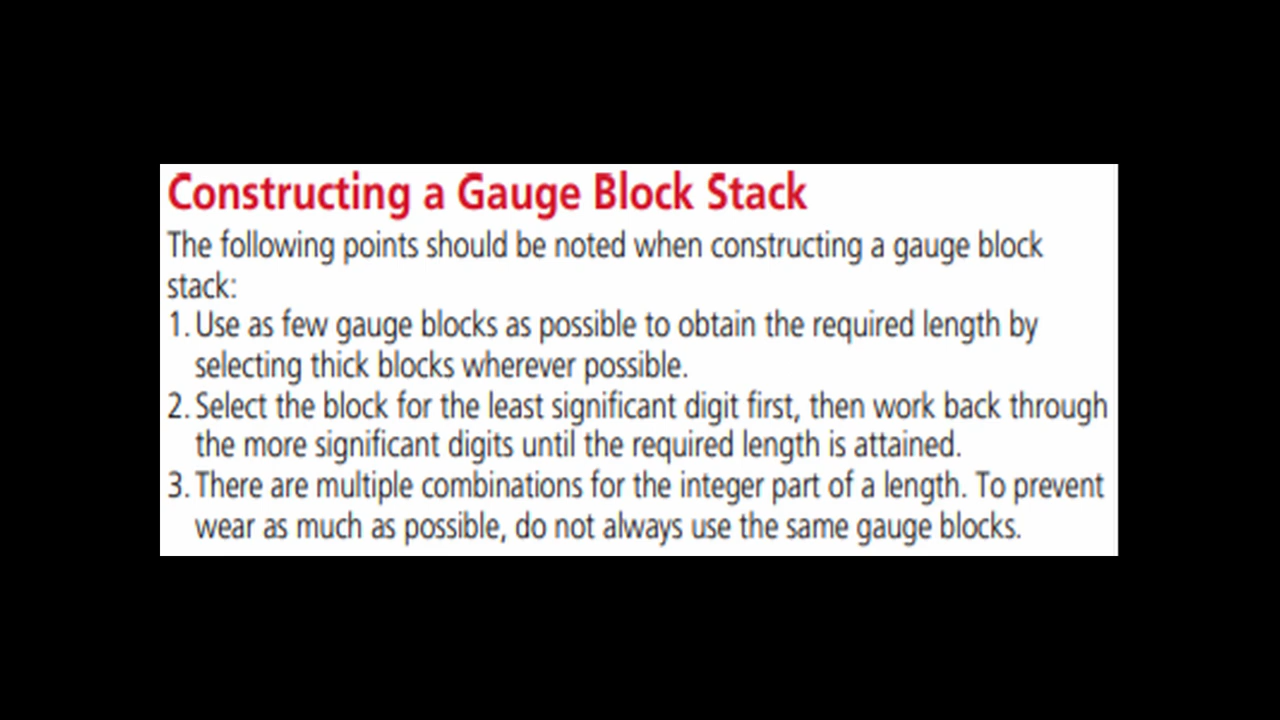 Constructing a Gauge Block Stack
The following points should be noted when constructing a gauge block
stack:
1. Use as few gauge blocks as possible to obtain the required length by
selecting thick blocks wherever possible.
2. Select the block for the least significant digit first, then work back through
the more significant digits until the required length is attained.
3. There are multiple combinations for the integer part of a length. To prevent
wear as much as possible, do not always use the same gauge blocks.